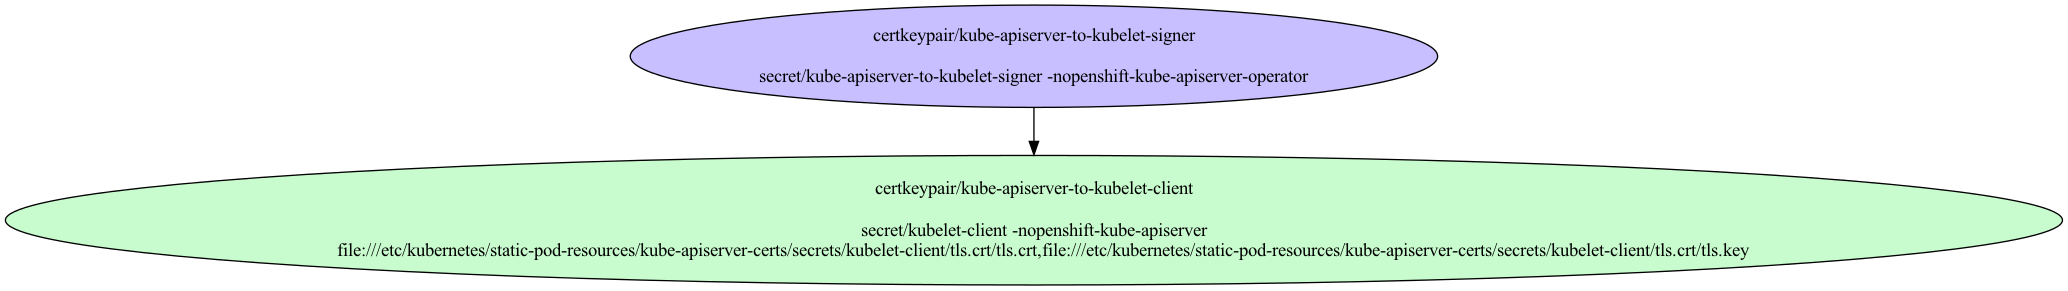 certkeypair/kube-apiserver-to-kubelet-signer
secret/kube-apiserver-to-kubelet-signer -nopenshift-kube-apiserver-operator
certkeypair/kube-apiserver-to-kubelet-client
secret/kubelet-client -nopenshift-kube-apiserver
file:///etc/kubernetes/static-pod-resources/kube-apiserver-certs/secrets/kubelet-client/tls.crt/tls.crt,file:///etc/kubernetes/static-pod-resources/kube-apiserver-certs/secrets/kubelet-client/tls.crt/tls.key